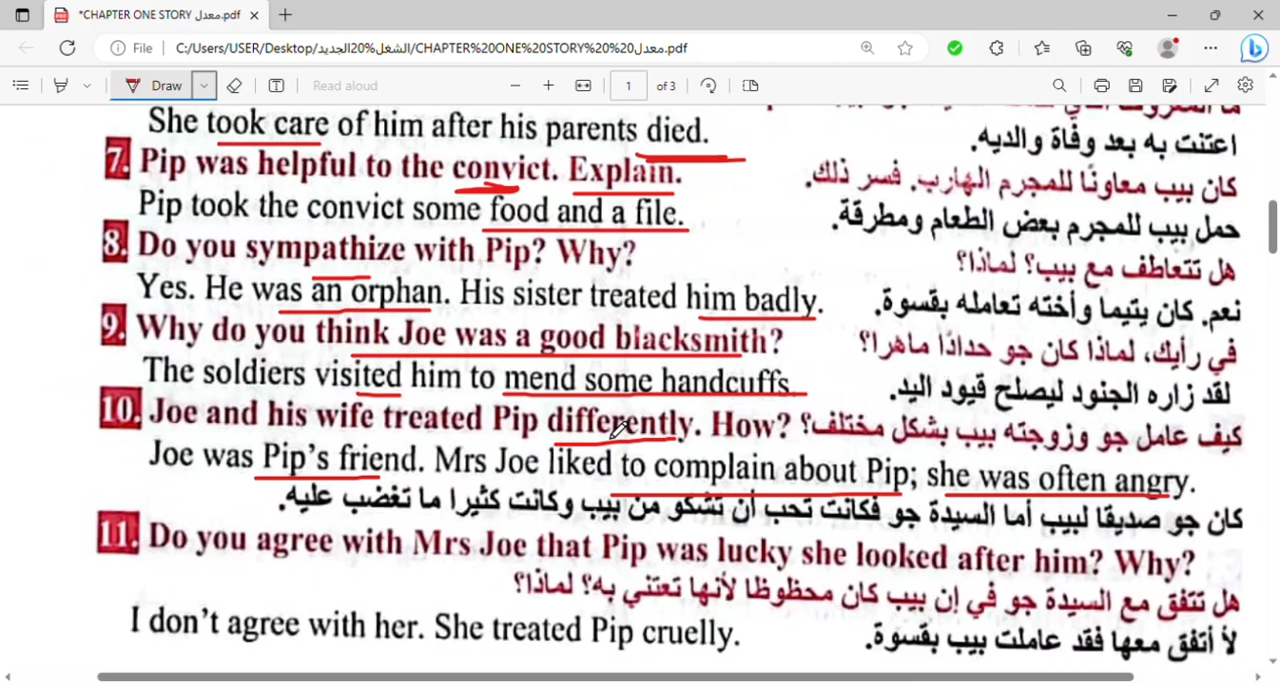 *CHAPTER ONE STORY معدل.pdf
File
C:/Users/USER/Desktop/الشغل%20الجديد/CHAPTER%20ONE%20STORY%20%20معدل.pdf
Draw
Read aloud
1
of 3
She took care of him after his parents died.
اعتنت به بعد وفاة والديه.
7. Pip was helpful to the convict. Explain.
كان بيب معاونًا للمجرم الهارب. فسر ذلك.
Pip took the convict some food and a file.
حمل بيب للمجرم بعض الطعام ومطرقة.
8. Do you sympathize with Pip? Why?
هل تتعاطف مع بيب؟ لماذا؟
Yes. He was an orphan. His sister treated him badly.
نعم. كان يتيما وأخته تعامله بقسوة.
9. Why do you think Joe was a good blacksmith?
في رأيك، لماذا كان جو حدادًا ماهرا؟
The soldiers visited him to mend some handcuffs.
لقد زاره الجنود ليصلح قيود اليد.
10. Joe and his wife treated Pip differently. How?
كيف عامل جو وزوجته بيب بشكل مختلف؟
Joe was Pip's friend. Mrs Joe liked to complain about Pip; she was often angry.
كان جو صديقا لبيب أما السيدة جو فكانت تحب أن تشكو من بيب وكانت كثيرا ما تغضب عليه.
11. Do you agree with Mrs Joe that Pip was lucky she looked after him? Why?
هل تتفق مع السيدة جو في إن بيب كان محظوظا لأنها تعتني به؟ لماذا؟
I don't agree with her. She treated Pip cruelly.
لأ أتفق معها فقد عاملت بيب بقسوة.